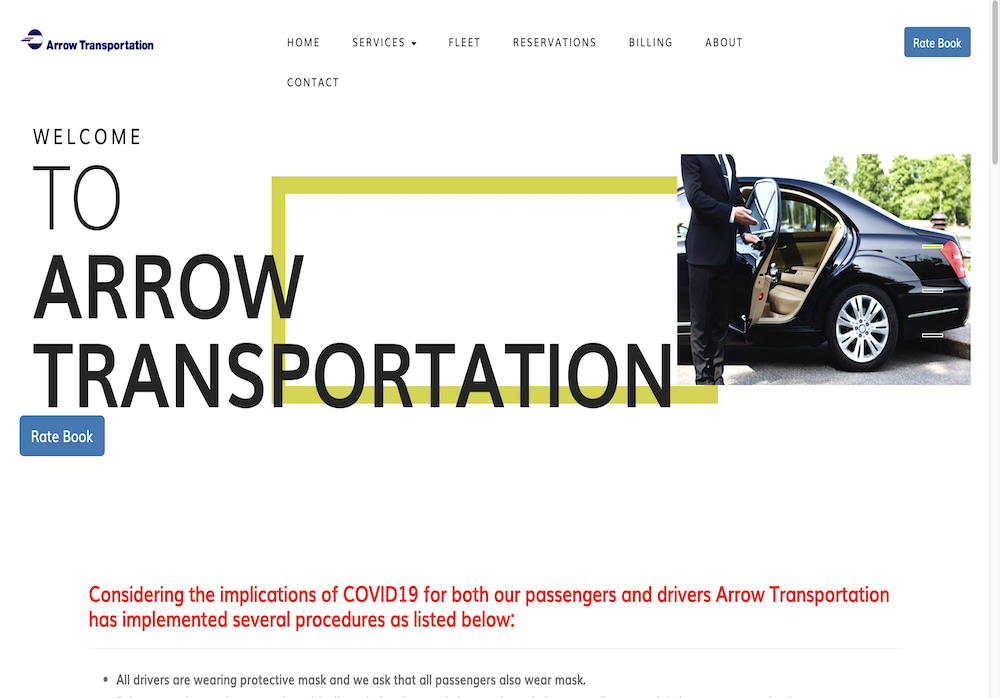 Arrow Transportation
HOME SERVICES FLEET RESERVATIONS BILLING ABOUT
CONTACT
Rate Book
WELCOME
TO
ARROW
TRANSPORTATION
Rate Book
Considering the implications of COVID19 for both our passengers and drivers Arrow Transportation
has implemented several procedures as listed below:
All drivers are wearing protective mask and we ask that all passengers also wear mask.